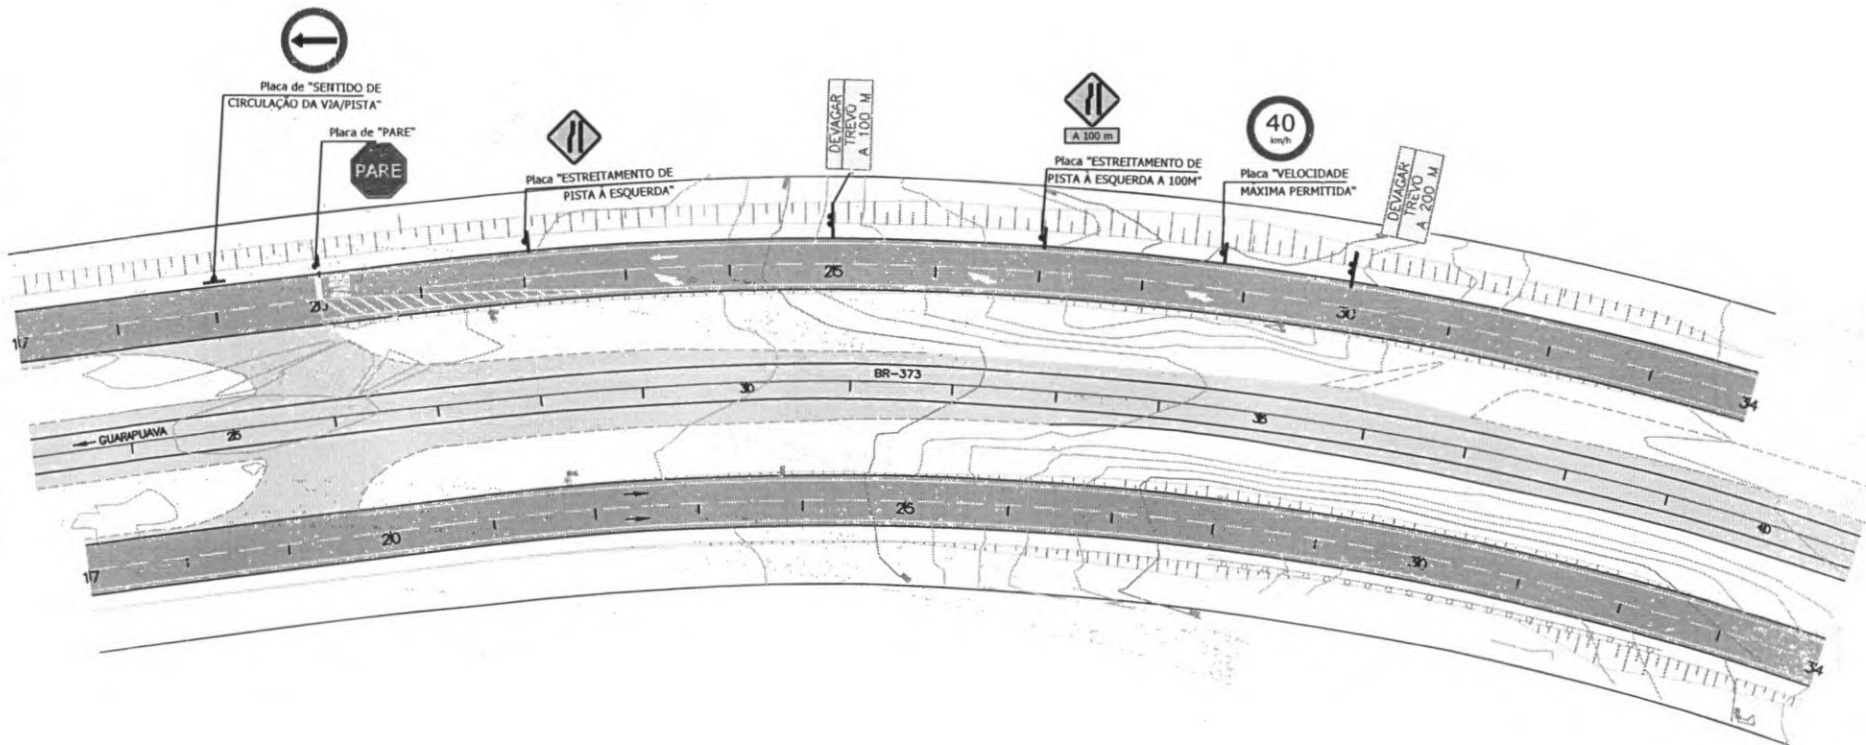 Placa de "SENTIDO DE
CIRCULAÇÃO DA VIA/PISTA"
Placa de "PARE"
PARE
Placa "ESTREITAMENTO DE
PISTA À ESQUERDA"
DEVAGAR
TREVO
A 100 M
A 100 m
Placa "ESTREITAMENTO DE
PISTA À ESQUERDA A 100M"
40
km/h
Placa "VELOCIDADE
MÁXIMA PERMITIDA"
DEVAGAR
TREVO
A 200 M
17
20
25
30
34
BR-373
GUARAPUAVA
25
30
35
40
17
20
25
30
34